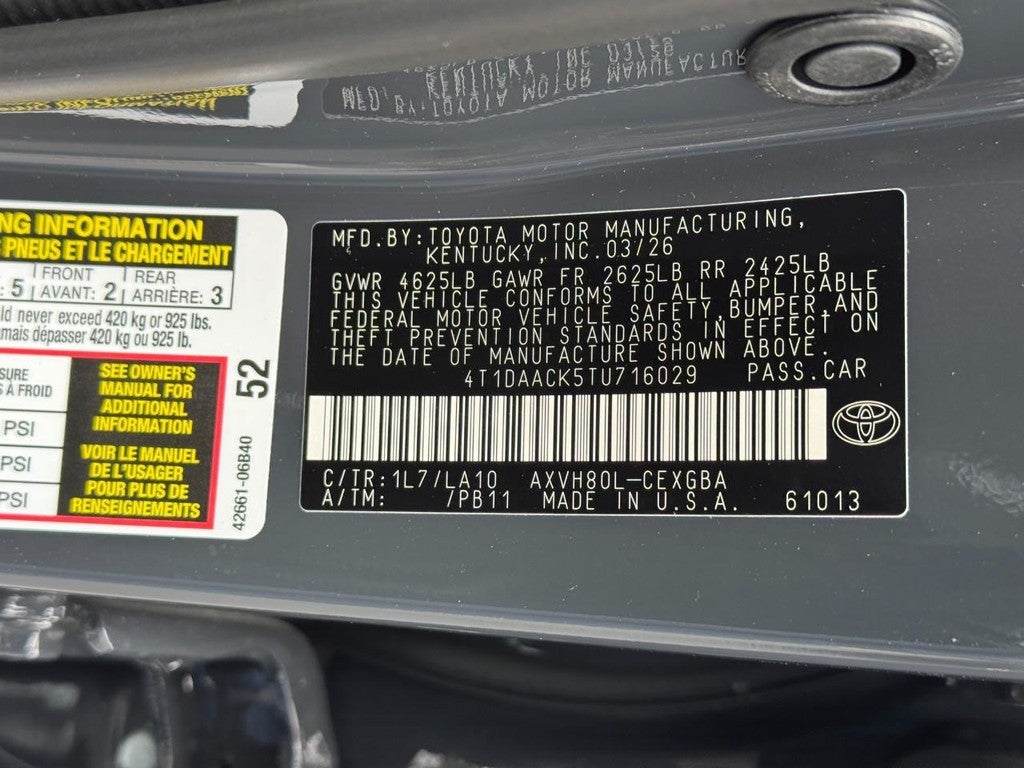 NG INFORMATION
PNEUS ET LE CHARGEMENT
5 FRONT AVANT: 2 REAR ARRIÈRE: 3
ld never exceed 420 kg or 925 lbs.
amais dépasser 420 kg ou 925 lb.
SURE
À FROID
PSI
PSI
PSI
SEE OWNER'S
MANUAL FOR
ADDITIONAL
INFORMATION
VOIR LE MANUEL
DE L'USAGER
POUR PLUS DE
RENSEIGNEMENTS
52
42661-06B40
MFD.BY:TOYOTA MOTOR MANUFACTURING,
KENTUCKY, INC.03/26
GVWR 4625LB GAWR FR 2625LB RR 2425LB
THIS VEHICLE CONFORMS TO ALL APPLICABLE
FEDERAL MOTOR VEHICLE SAFETY,BUMPER,AND
THEFT PREVENTION STANDARDS IN EFFECT ON
THE DATE OF MANUFACTURE SHOWN ABOVE.
4T1DAACK5TU716029 PASS.CAR
C/TR:1L7/LA10 AXVH80L-CEXGBA
A/TM: /PB11 MADE IN U.S.A. 61013